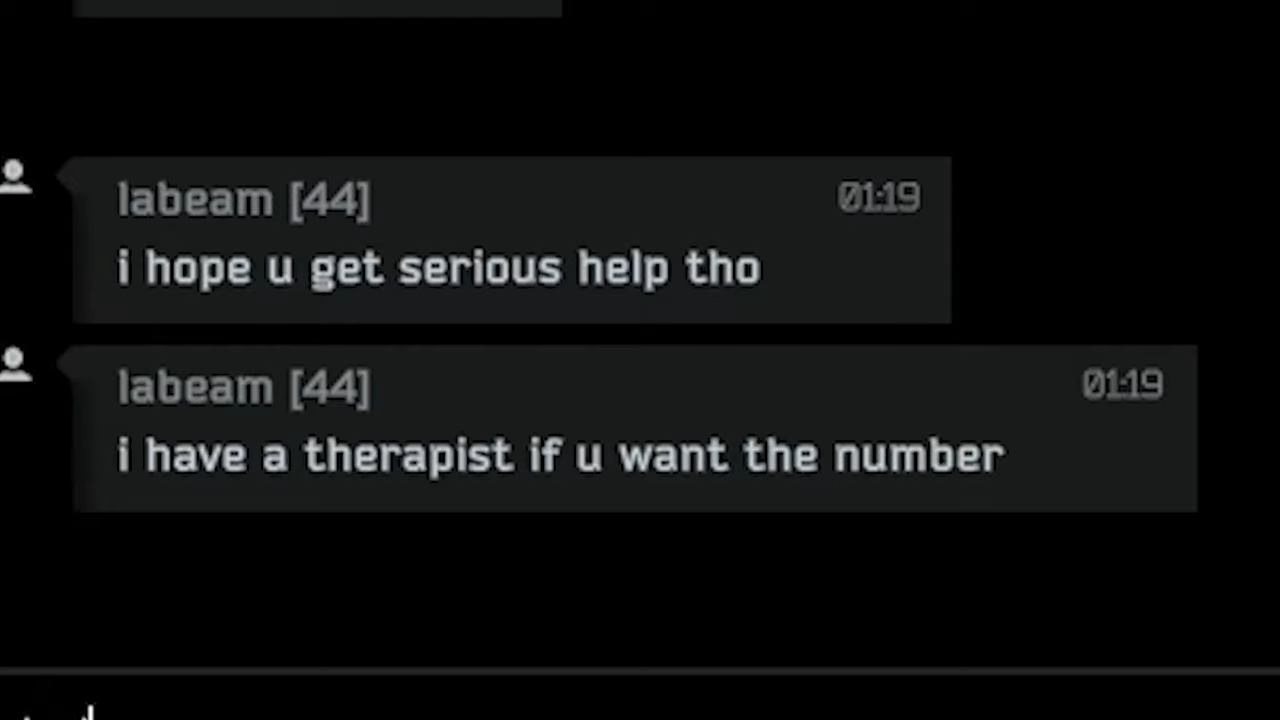 labeam [44] 01:19
i hope u get serious help tho
labeam [44] 01:19
i have a therapist if u want the number